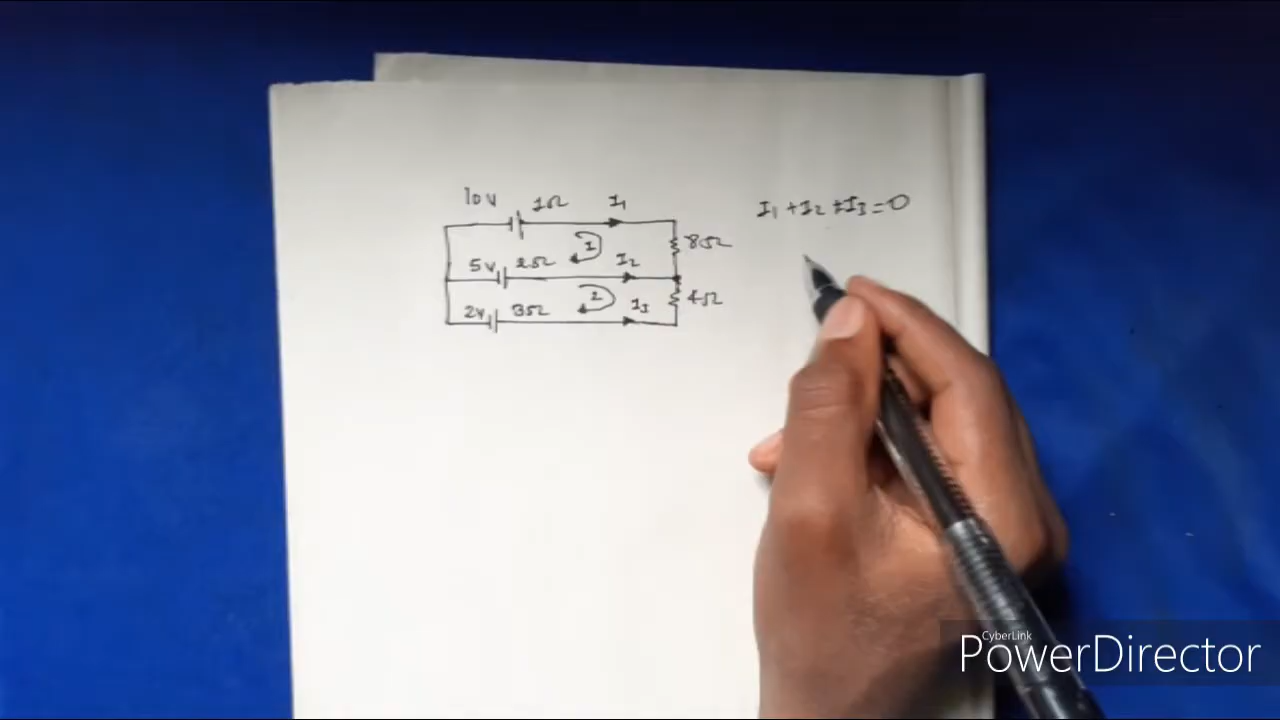 10V 1Ω I1
I1 + I2 + I3 = 0
1 8Ω
5V 2Ω I2
2V 3Ω 2 I3 4Ω
CyberLink
PowerDirector